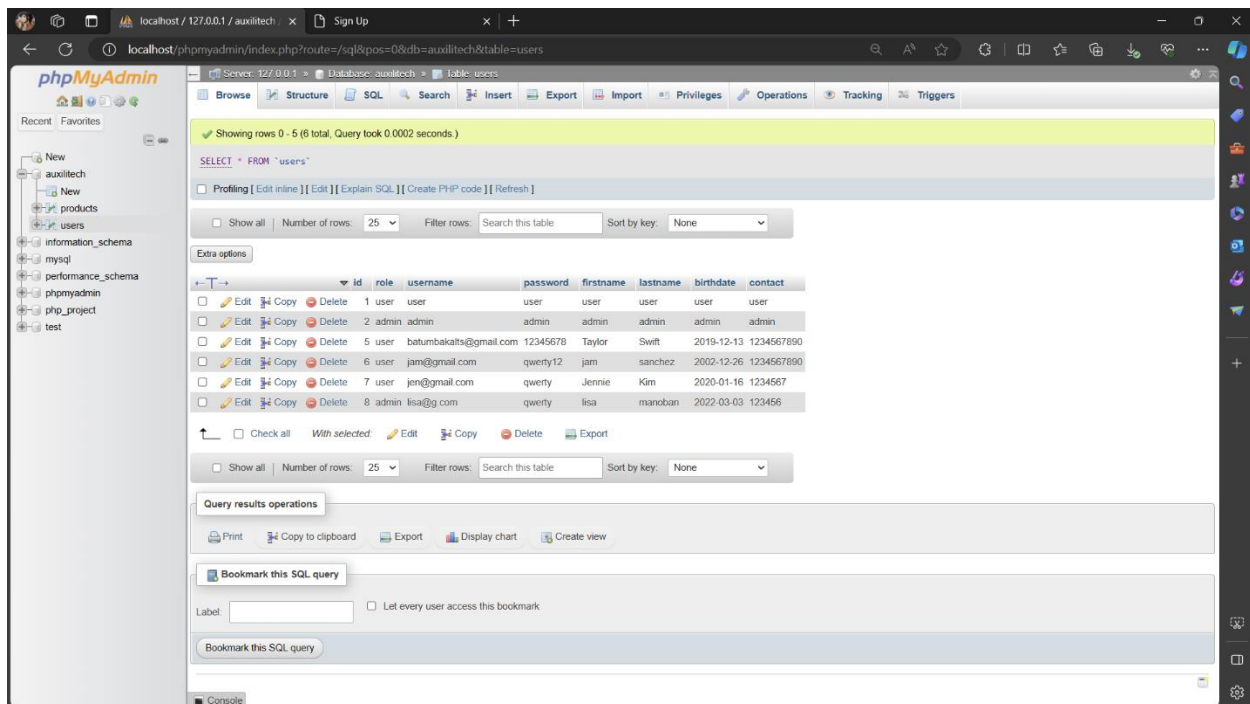 localhost / 127.0.0.1 / auxilitech /
Sign Up
localhost/phpmyadmin/index.php?route=/sql&pos=0&db=auxilitech&table=users
phpMyAdmin
Recent Favorites
New
auxilitech
New
products
users
information_schema
mysql
performance_schema
phpmyadmin
php_project
test
Server: 127.0.0.1 » Database: auxilitech » Table: users
Browse Structure SQL Search Insert Export Import Privileges Operations Tracking Triggers
Showing rows 0 - 5 (6 total, Query took 0.0002 seconds.)
SELECT * FROM `users`
Profiling [ Edit inline ] [ Edit ] [ Explain SQL ] [ Create PHP code ] [ Refresh ]
Show all | Number of rows: 25 Filter rows: Search this table Sort by key: None
Extra options
←T→ id role username password firstname lastname birthdate contact
Edit Copy Delete 1 user user user user user user user
Edit Copy Delete 2 admin admin admin admin admin admin admin
Edit Copy Delete 5 user batumbakalts@gmail.com 12345678 Taylor Swift 2019-12-13 1234567890
Edit Copy Delete 6 user jam@gmail.com qwerty12 jam sanchez 2002-12-26 1234567890
Edit Copy Delete 7 user jen@gmail.com qwerty Jennie Kim 2020-01-16 1234567
Edit Copy Delete 8 admin lisa@g.com qwerty lisa manoban 2022-03-03 123456
Check all With selected: Edit Copy Delete Export
Show all | Number of rows: 25 Filter rows: Search this table Sort by key: None
Query results operations
Print Copy to clipboard Export Display chart Create view
Bookmark this SQL query
Label: Let every user access this bookmark
Bookmark this SQL query
Console